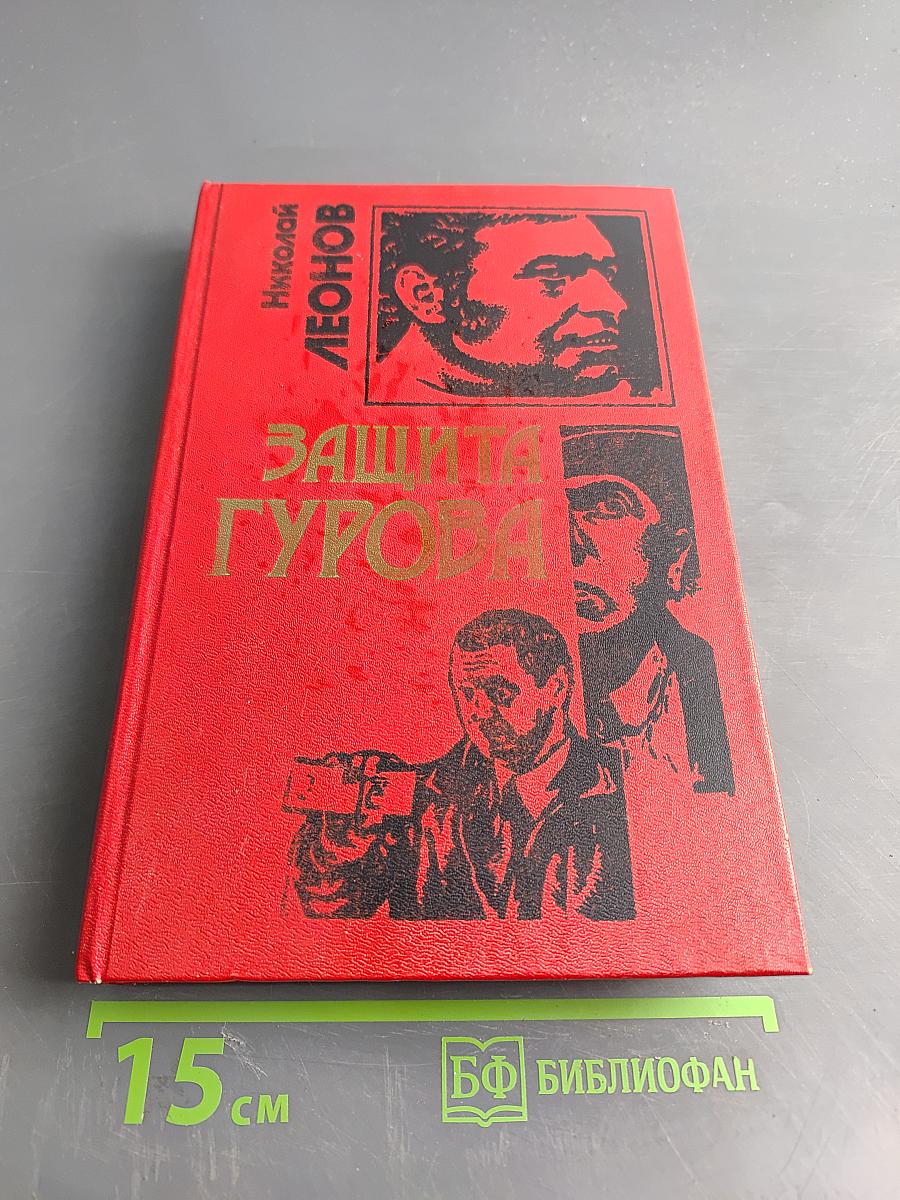 Николай
ЛЕОНОВ
ЗАЩИТА
ГУРОВА
15 см
БФ БИБЛИОФАН